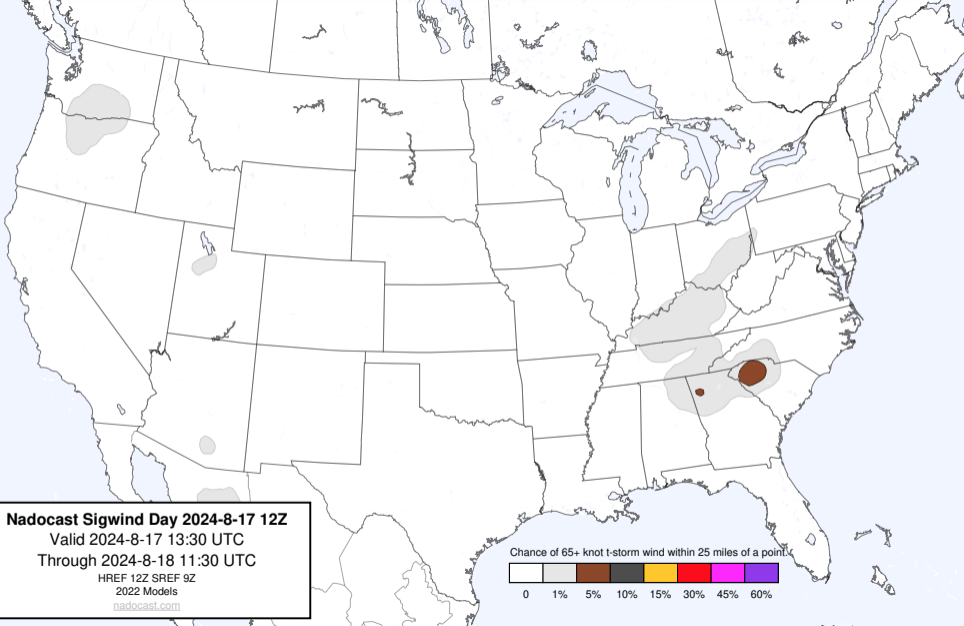 Nadocast Sigwind Day 2024-8-17 12Z
Valid 2024-8-17 13:30 UTC
Through 2024-8-18 11:30 UTC
HREF 12Z SREF 9Z
2022 Models
nadocast.com
Chance of 65+ knot t-storm wind within 25 miles of a point.
0 1% 5% 10% 15% 30% 45% 60%